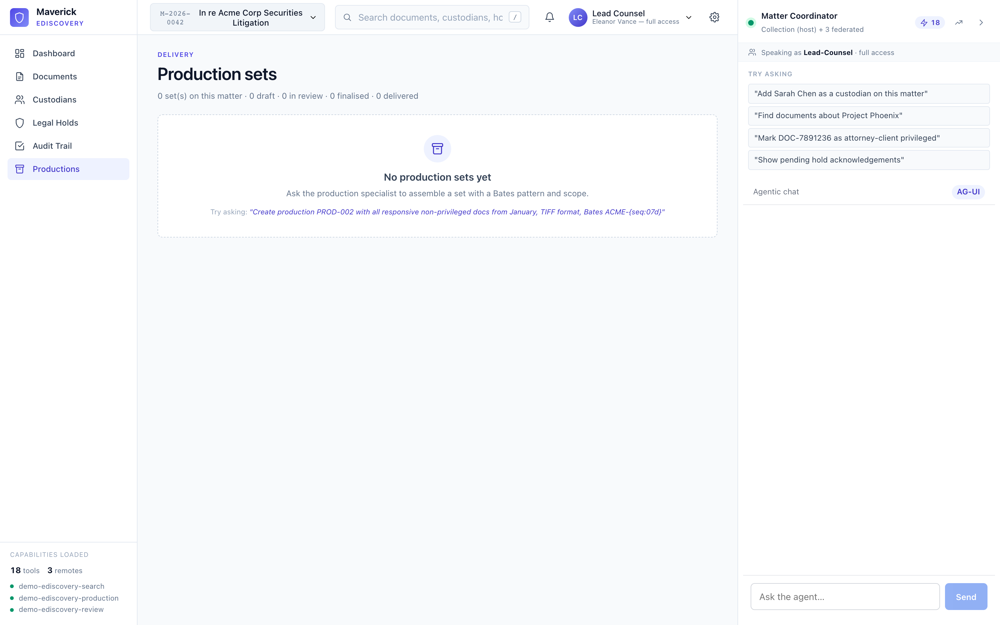 Maverick
EDISCOVERY
Dashboard
Documents
Custodians
Legal Holds
Audit Trail
Productions
CAPABILITIES LOADED
18 tools 3 remotes
demo-ediscovery-search
demo-ediscovery-production
demo-ediscovery-review
M-2026-
0042
In re Acme Corp Securities
Litigation
Search documents, custodians, ho
/
LC
Lead Counsel
Eleanor Vance — full access
DELIVERY
Production sets
0 set(s) on this matter · 0 draft · 0 in review · 0 finalised · 0 delivered
No production sets yet
Ask the production specialist to assemble a set with a Bates pattern and scope.
Try asking: "Create production PROD-002 with all responsive non-privileged docs from January, TIFF format, Bates ACME-{seq:07d}"
Matter Coordinator
Collection (host) + 3 federated
18
Speaking as Lead-Counsel · full access
TRY ASKING
"Add Sarah Chen as a custodian on this matter"
"Find documents about Project Phoenix"
"Mark DOC-7891236 as attorney-client privileged"
"Show pending hold acknowledgements"
Agentic chat
AG-UI
Ask the agent...
Send